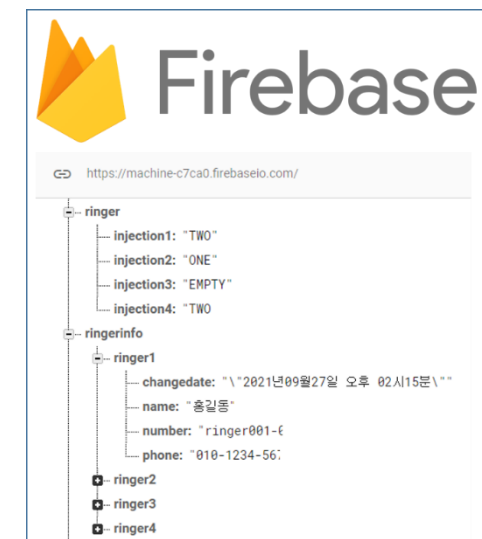 Firebase
https://machine-c7ca0.firebaseio.com/
ringer
injection1: "TWO"
injection2: "ONE"
injection3: "EMPTY"
injection4: "TWO
ringerinfo
ringer1
changedate: "\"2021년09월27일 오후 02시15분\""
name: "홍길동"
number: "ringer001-
phone: "010-1234-567
ringer2
ringer3
ringer4